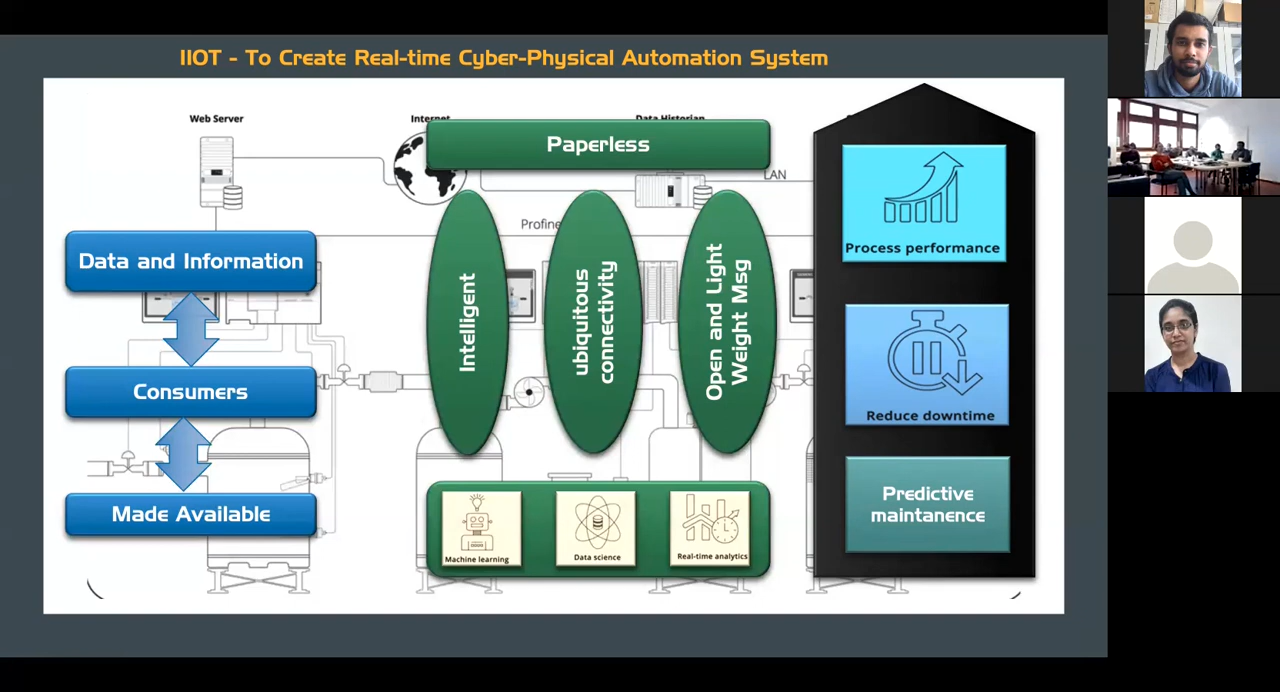 IIOT - To Create Real-time Cyber-Physical Automation System
Web Server
Internet
Data Historian
Paperless
LAN
Data and Information
Consumers
Made Available
Intelligent
ubiquitous
connectivity
Open and Light
Weight Msg
Machine learning
Data science
Real-time analytics
Process performance
Reduce downtime
Predictive
maintanence